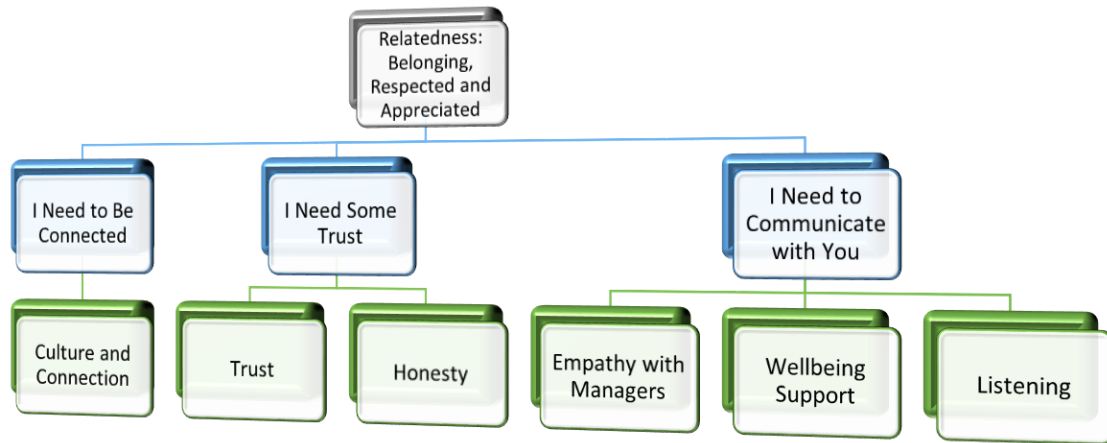 Relatedness:
Belonging,
Respected and
Appreciated
I Need to Be
Connected
I Need Some
Trust
I Need to
Communicate
with You
Culture and
Connection
Trust
Honesty
Empathy with
Managers
Wellbeing
Support
Listening